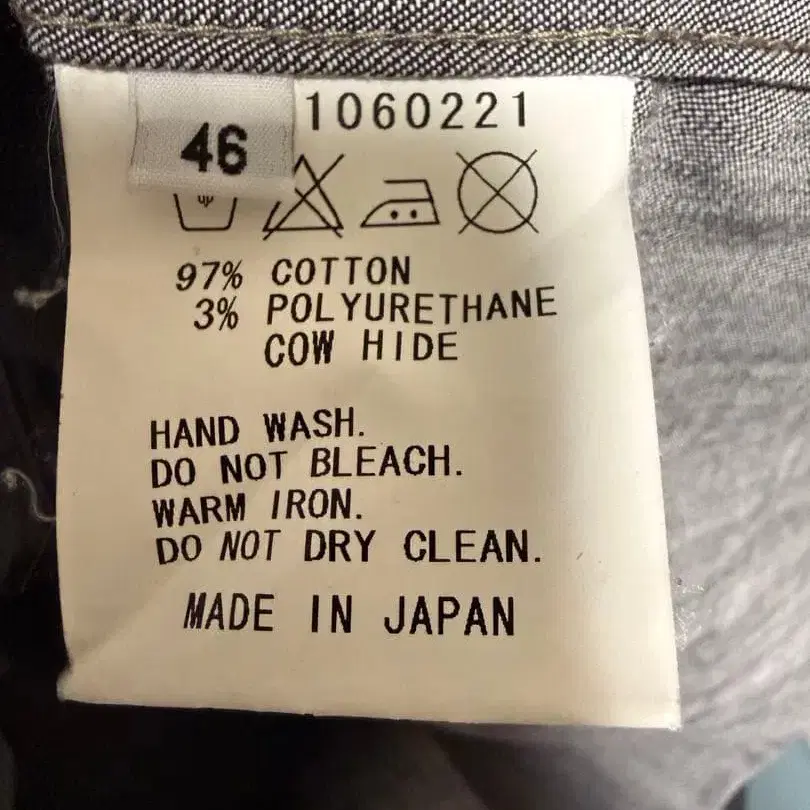 46
1060221
97% COTTON
3% POLYURETHANE
COW HIDE
HAND WASH.
DO NOT BLEACH.
WARM IRON.
DO NOT DRY CLEAN.
MADE IN JAPAN